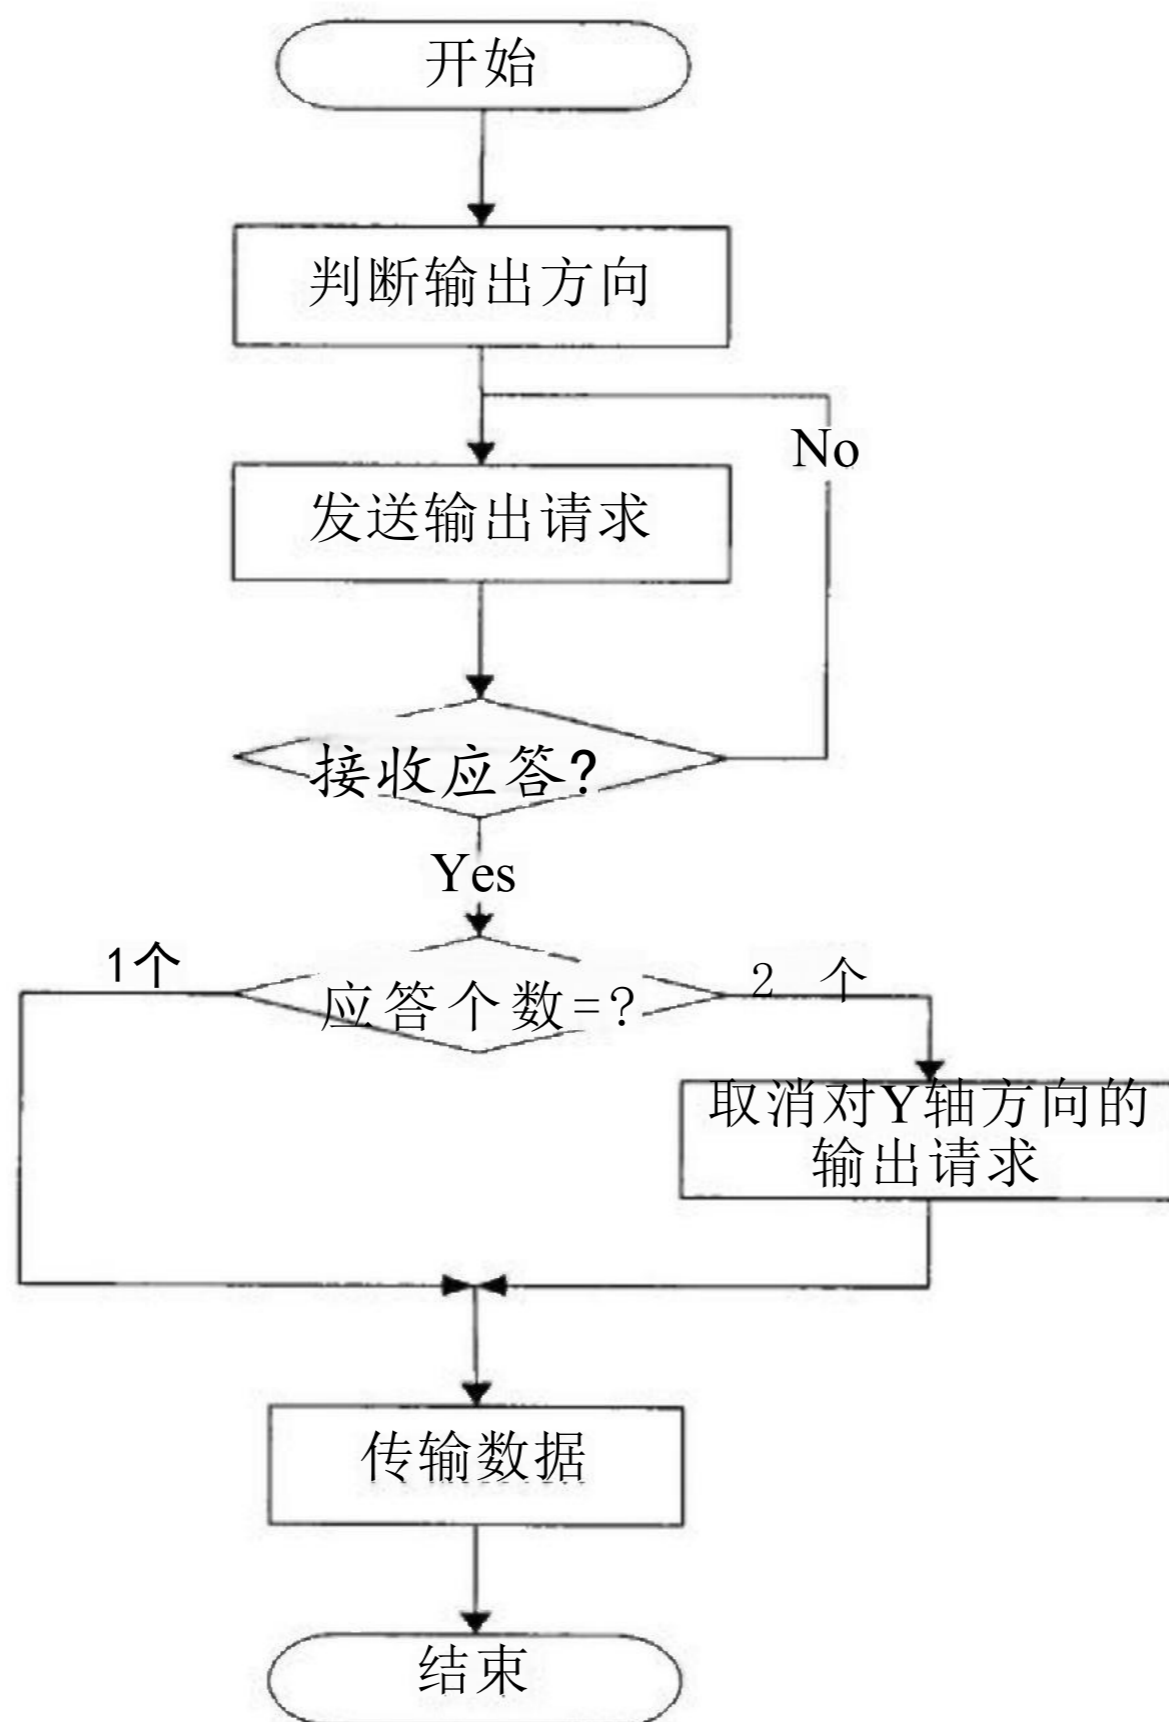 开始
判断输出方向
No
发送输出请求
接收应答?
Yes
1个
2 个
应答个数=?
取消对Y轴方向的
输出请求
传输数据
结束